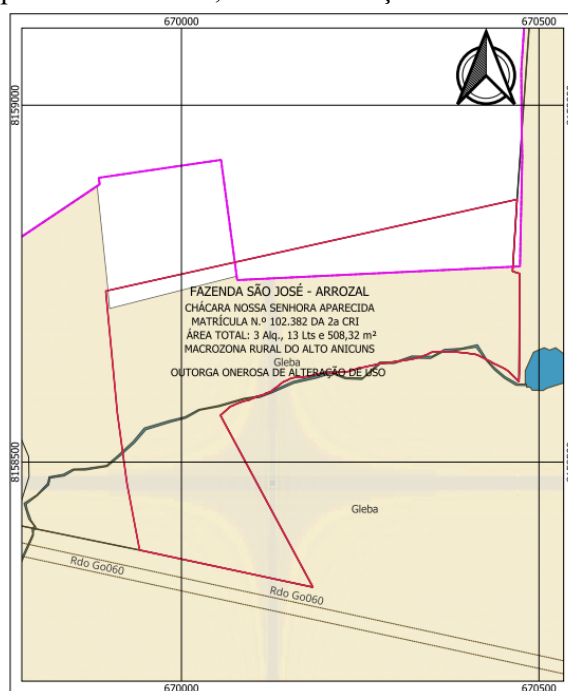 670000
670500
8159000
FAZENDA SÃO JOSÉ - ARROZAL
CHÁCARA NOSSA SENHORA APARECIDA
MATRÍCULA N.º 102.382 DA 2a CRI
ÁREA TOTAL: 3 Alq., 13 Lts e 508,32 m²
MACROZONA RURAL DO ALTO ANICUNS
Gleba
OUTORGA ONEROSA DE ALTERAÇÃO DE USO
8158500
Gleba
Rdo Go060
Rdo Go060
670000
670500